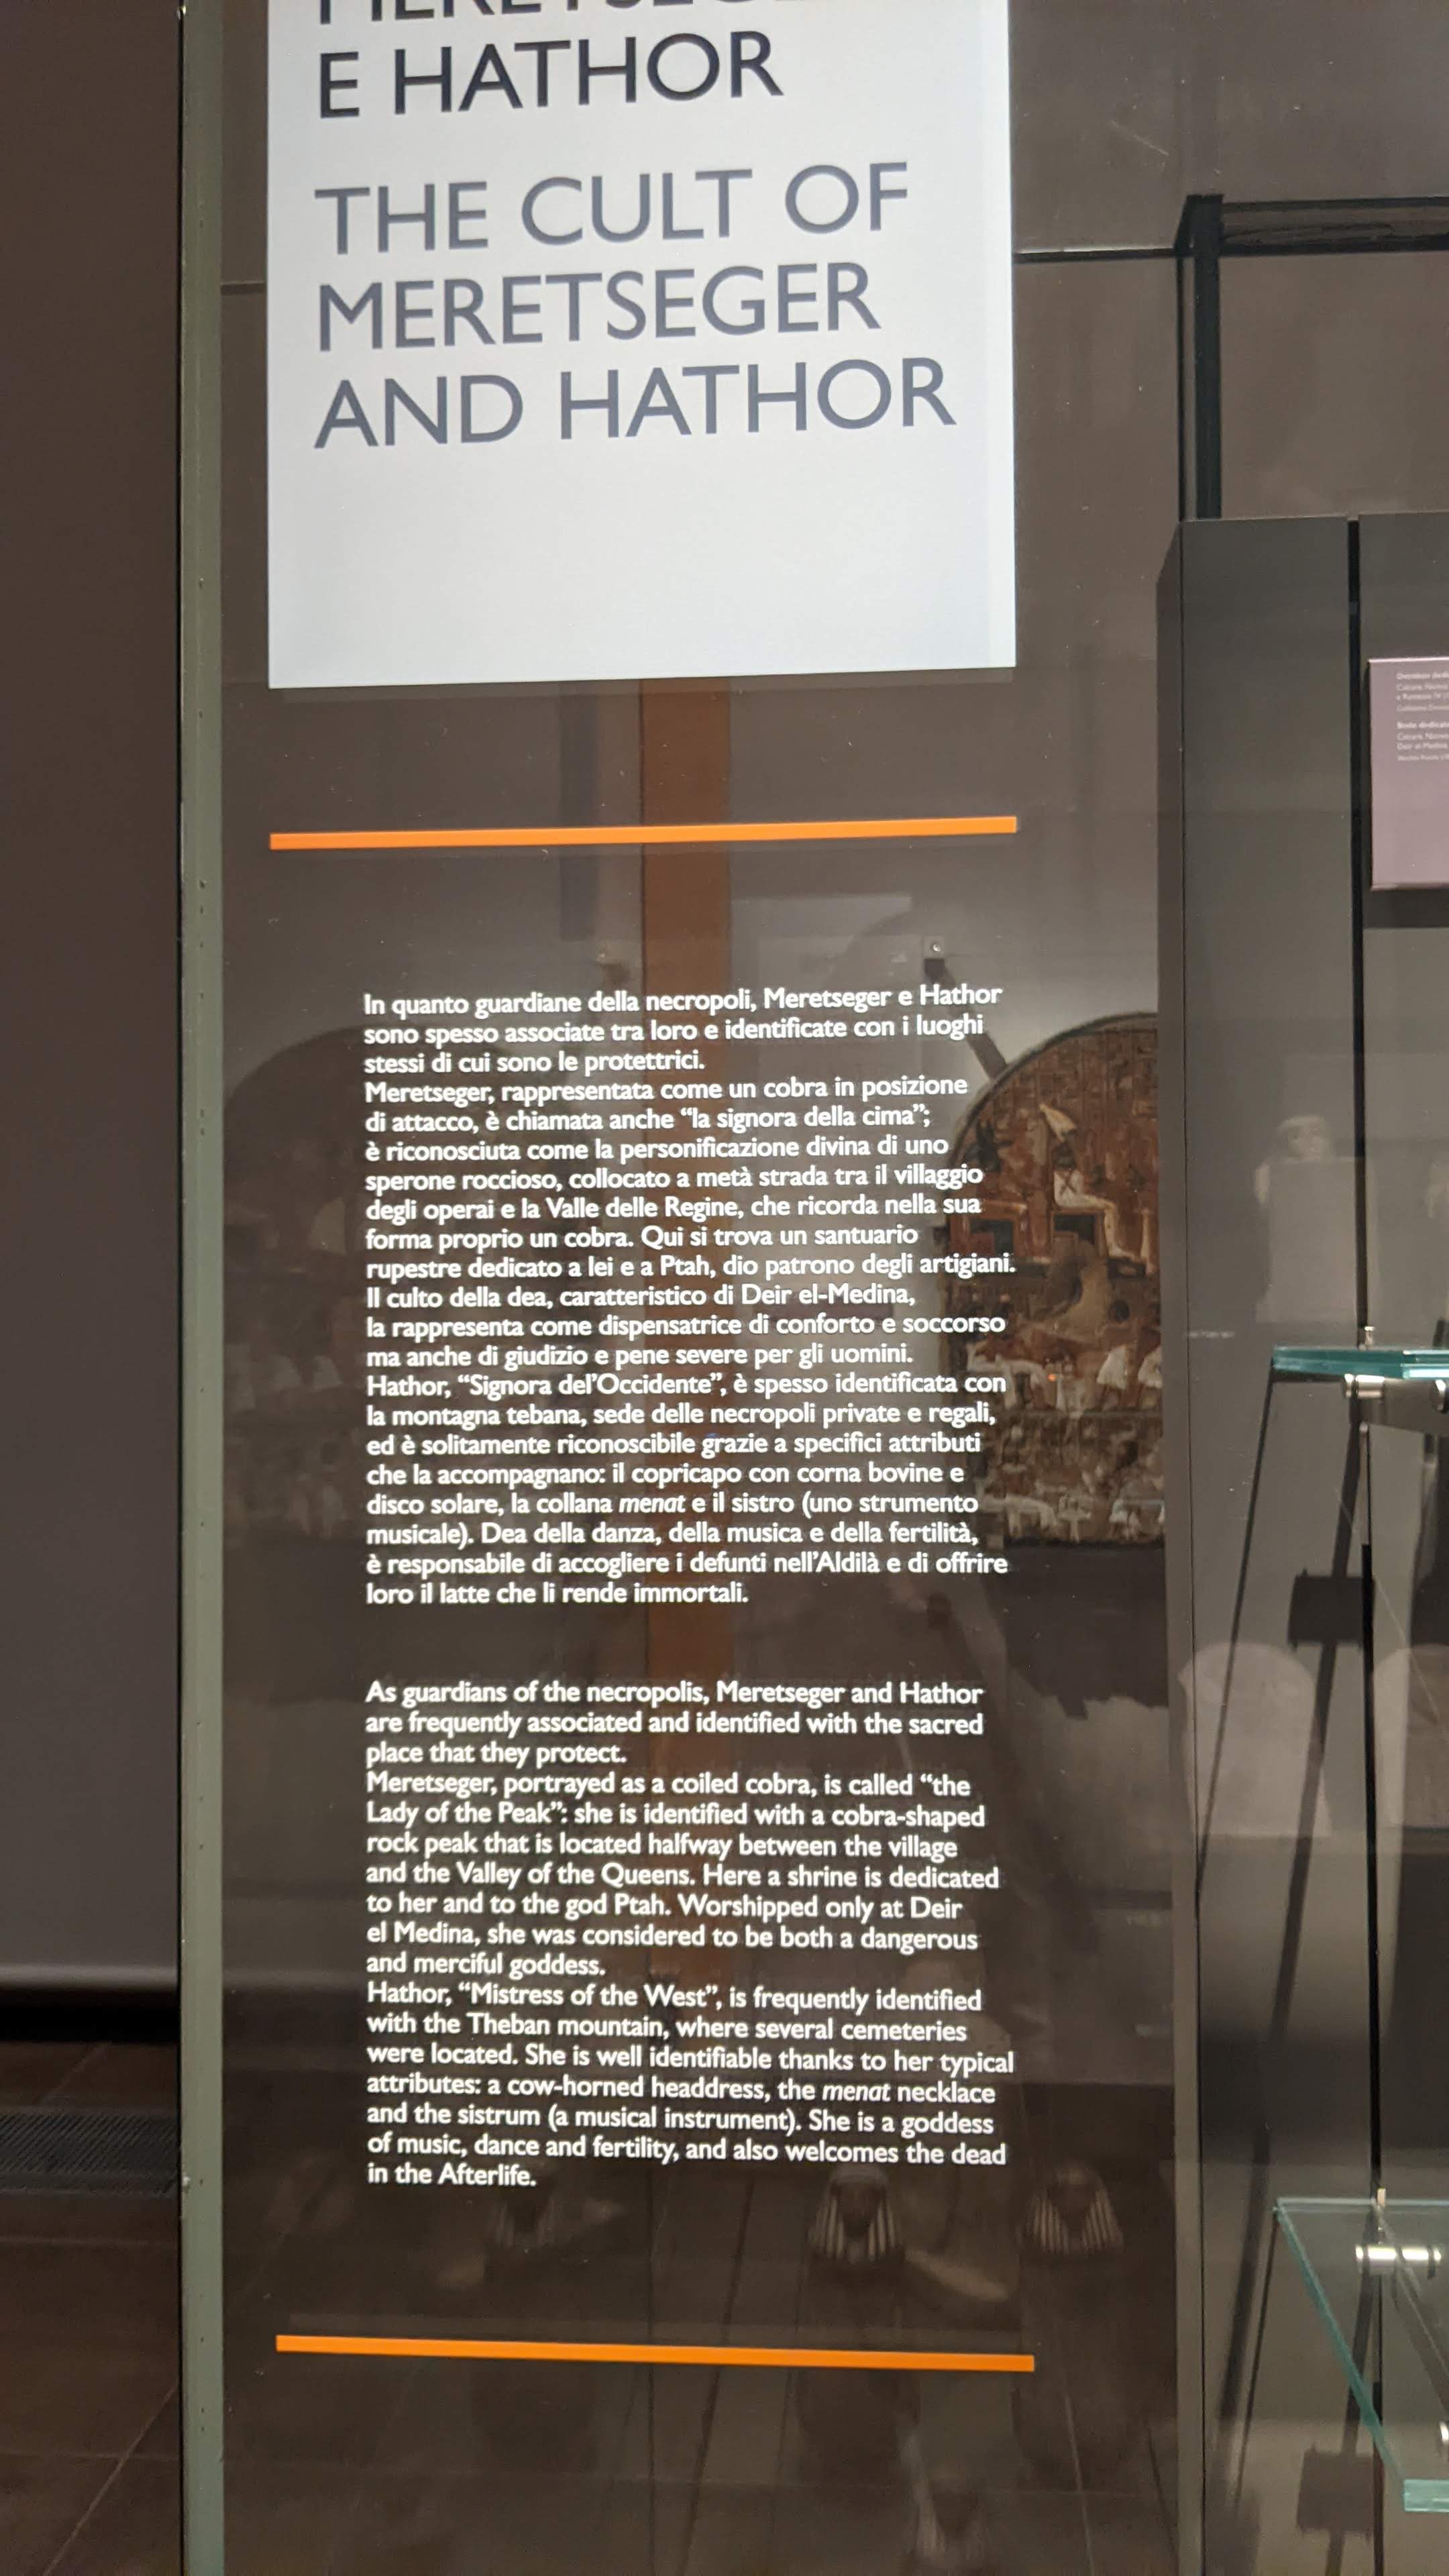 E HATHOR
THE CULT OF
MERETSEGER
AND HATHOR
In quanto guardiane della necropoli, Meretseger e Hathor
sono spesso associate tra loro e identificate con i luoghi
stessi di cui sono le protettrici.
Meretseger, rappresentata come un cobra in posizione
di attacco, è chiamata anche “la signora della cima”;
è riconosciuta come la personificazione divina di uno
sperone roccioso, collocato a metà strada tra il villaggio
degli operai e la Valle delle Regine, che ricorda nella sua
forma proprio un cobra. Qui si trova un santuario
rupestre dedicato a lei e a Ptah, dio patrono degli artigiani.
Il culto della dea, caratteristico di Deir el-Medina,
la rappresenta come dispensatrice di conforto e soccorso
ma anche di giudizio e pene severe per gli uomini.
Hathor, “Signora del’Occidente”, è spesso identificata con
la montagna tebana, sede delle necropoli private e regali,
ed è solitamente riconoscibile grazie a specifici attributi
che la accompagnano: il copricapo con corna bovine e
disco solare, la collana menat e il sistro (uno strumento
musicale). Dea della danza, della musica e della fertilità,
è responsabile di accogliere i defunti nell’Aldilà e di offrire
loro il latte che li rende immortali.
As guardians of the necropolis, Meretseger and Hathor
are frequently associated and identified with the sacred
place that they protect.
Meretseger, portrayed as a coiled cobra, is called “the
Lady of the Peak”: she is identified with a cobra-shaped
rock peak that is located halfway between the village
and the Valley of the Queens. Here a shrine is dedicated
to her and to the god Ptah. Worshipped only at Deir
el Medina, she was considered to be both a dangerous
and merciful goddess.
Hathor, “Mistress of the West”, is frequently identified
with the Theban mountain, where several cemeteries
were located. She is well identifiable thanks to her typical
attributes: a cow-horned headdress, the menat necklace
and the sistrum (a musical instrument). She is a goddess
of music, dance and fertility, and also welcomes the dead
in the Afterlife.